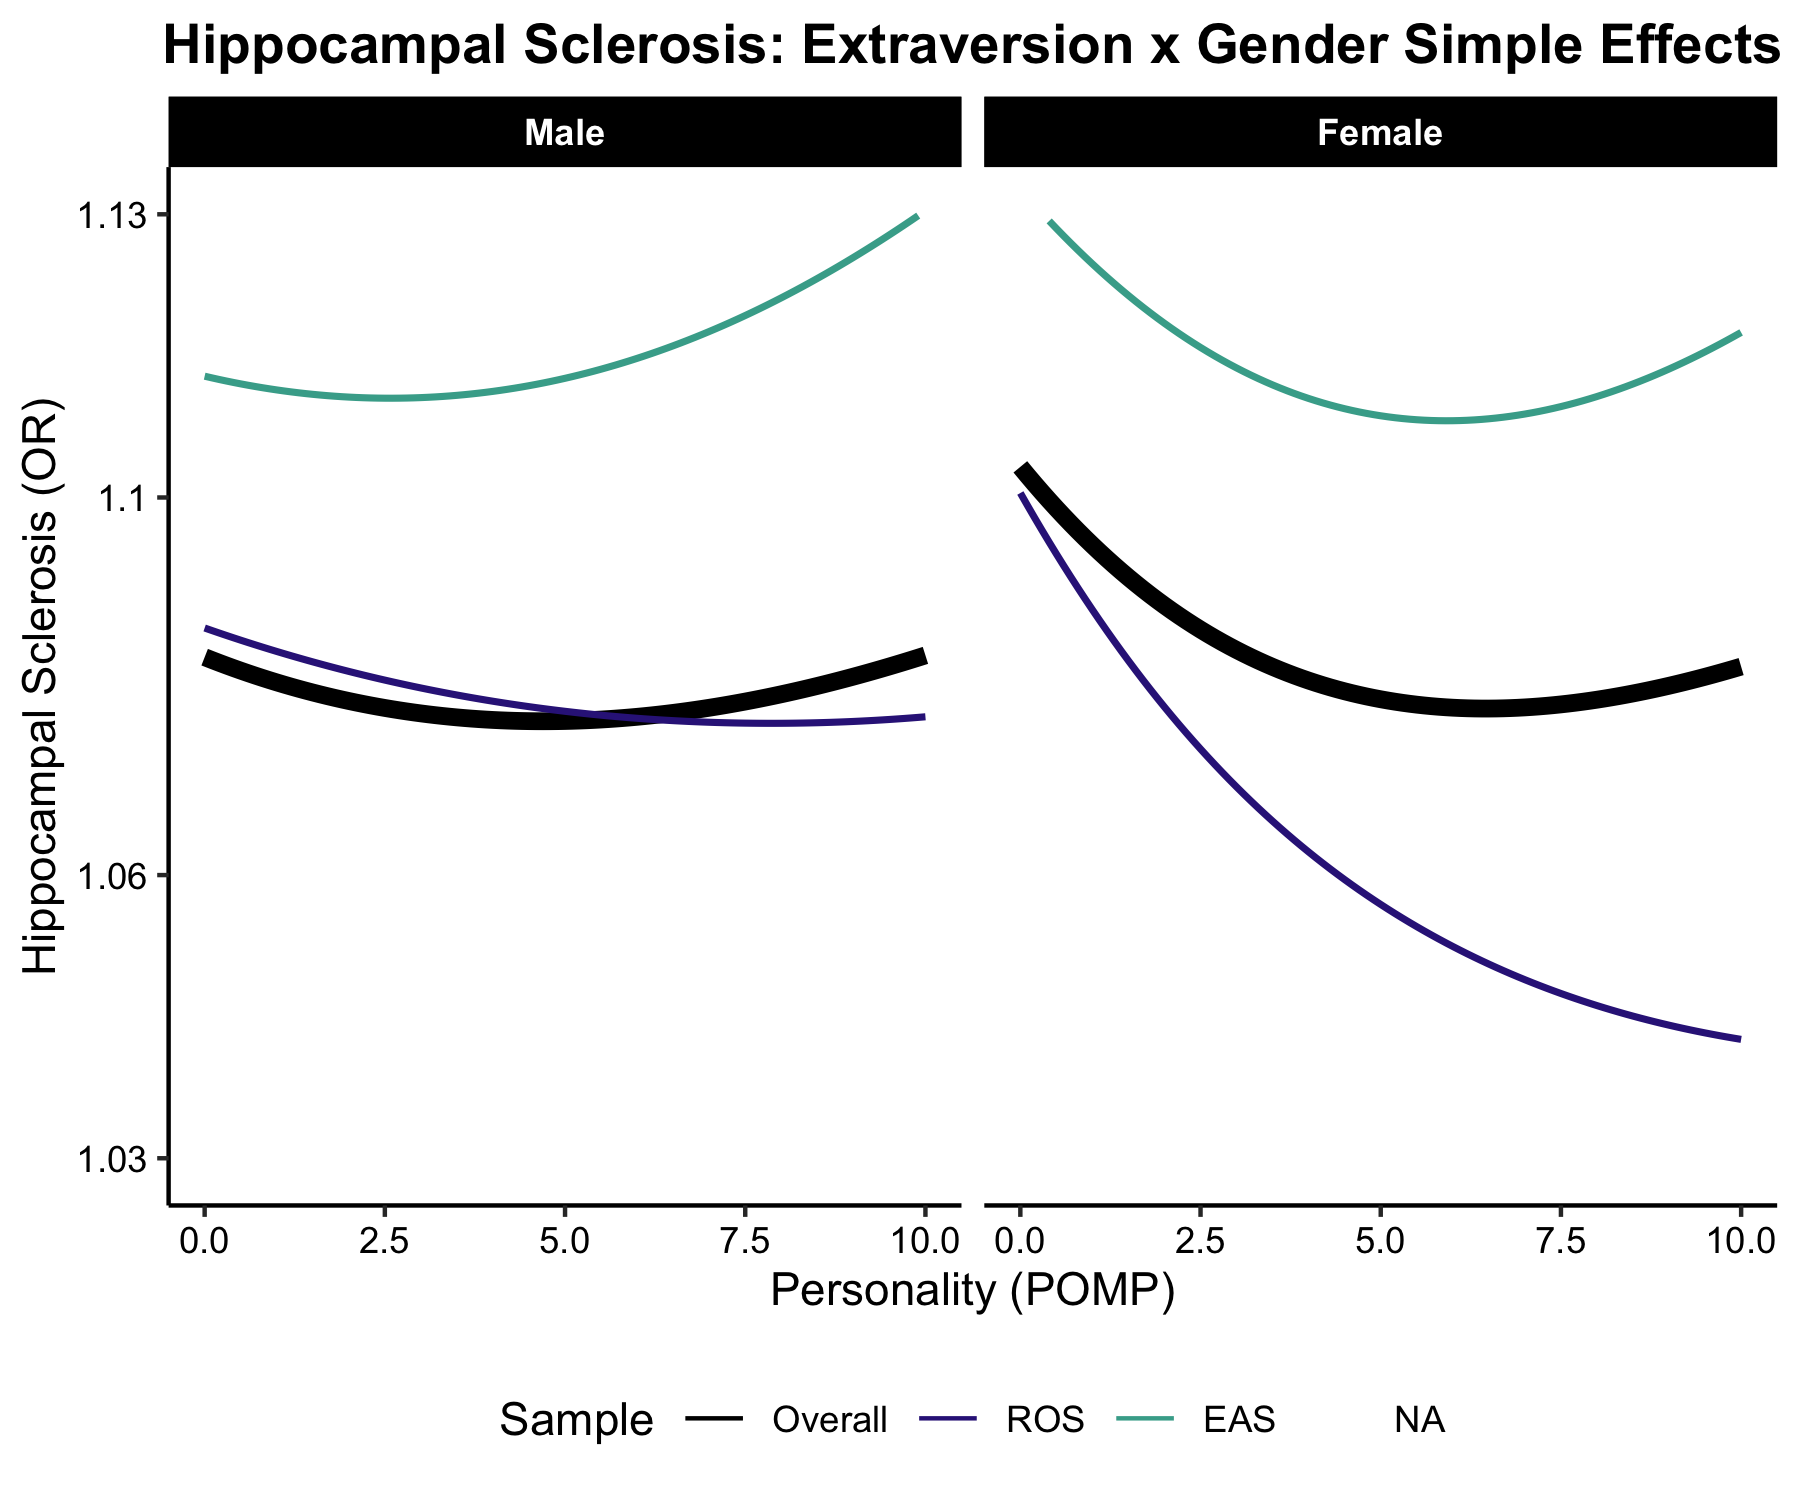 Hippocampal Sclerosis: Extraversion x Gender Simple Effects
Male
Female
Hippocampal Sclerosis (OR)
1.13
1.1
1.06
1.03
0.0 2.5 5.0 7.5 10.0 0.0 2.5 5.0 7.5 10.0
Personality (POMP)
Sample Overall ROS EAS NA